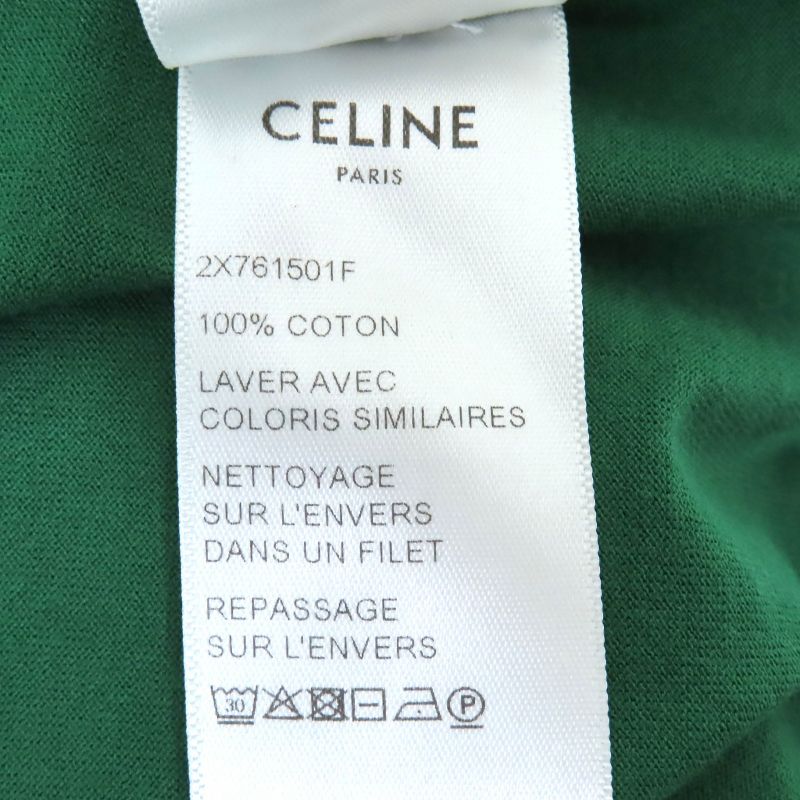 CELINE
PARIS
2X761501F
100% COTON
LAVER AVEC
COLORIS SIMILAIRES
NETTOYAGE
SUR L'ENVERS
DANS UN FILET
REPASSAGE
SUR L'ENVERS
30 P